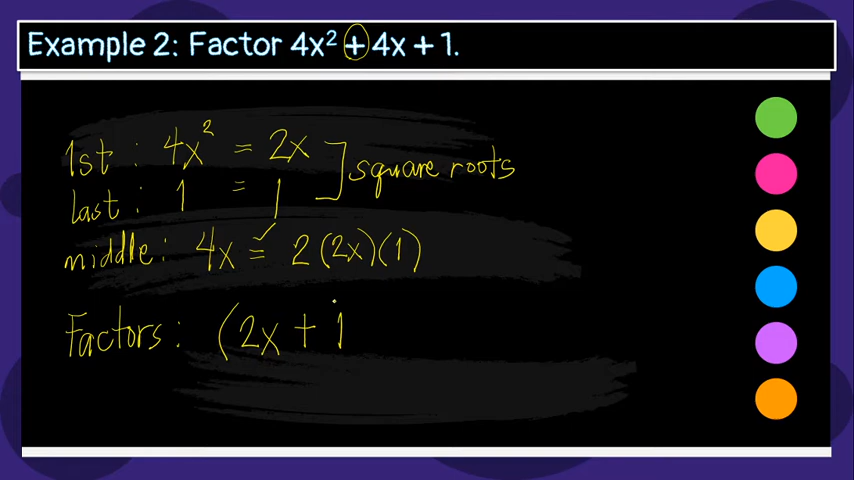 Example 2: Factor 4x² + 4x + 1.
1st : 4x² = 2x
last : 1 = 1 ] square roots
middle : 4x = 2(2x)(1)
Factors : (2x + 1